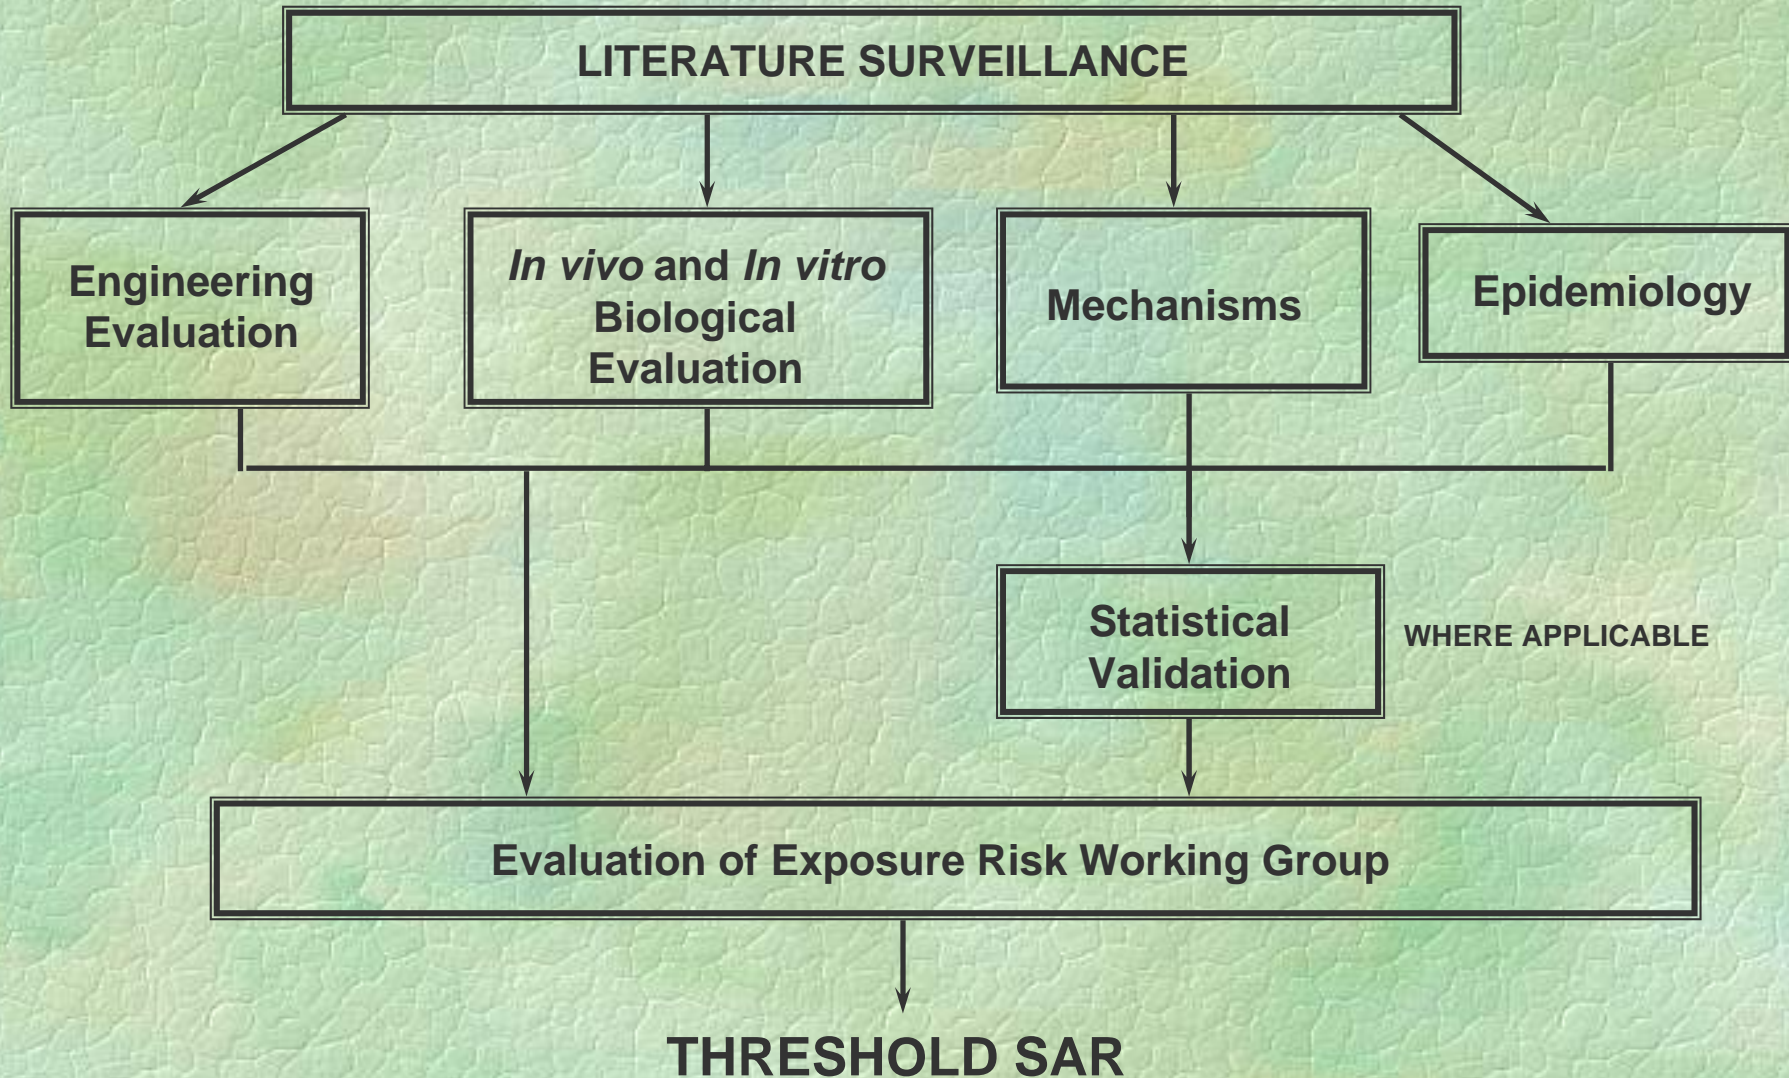 LITERATURE SURVEILLANCE
Engineering
Evaluation
In vivo and In vitro
Biological
Evaluation
Mechanisms
Epidemiology
Statistical
Validation
WHERE APPLICABLE
Evaluation of Exposure Risk Working Group
THRESHOLD SAR